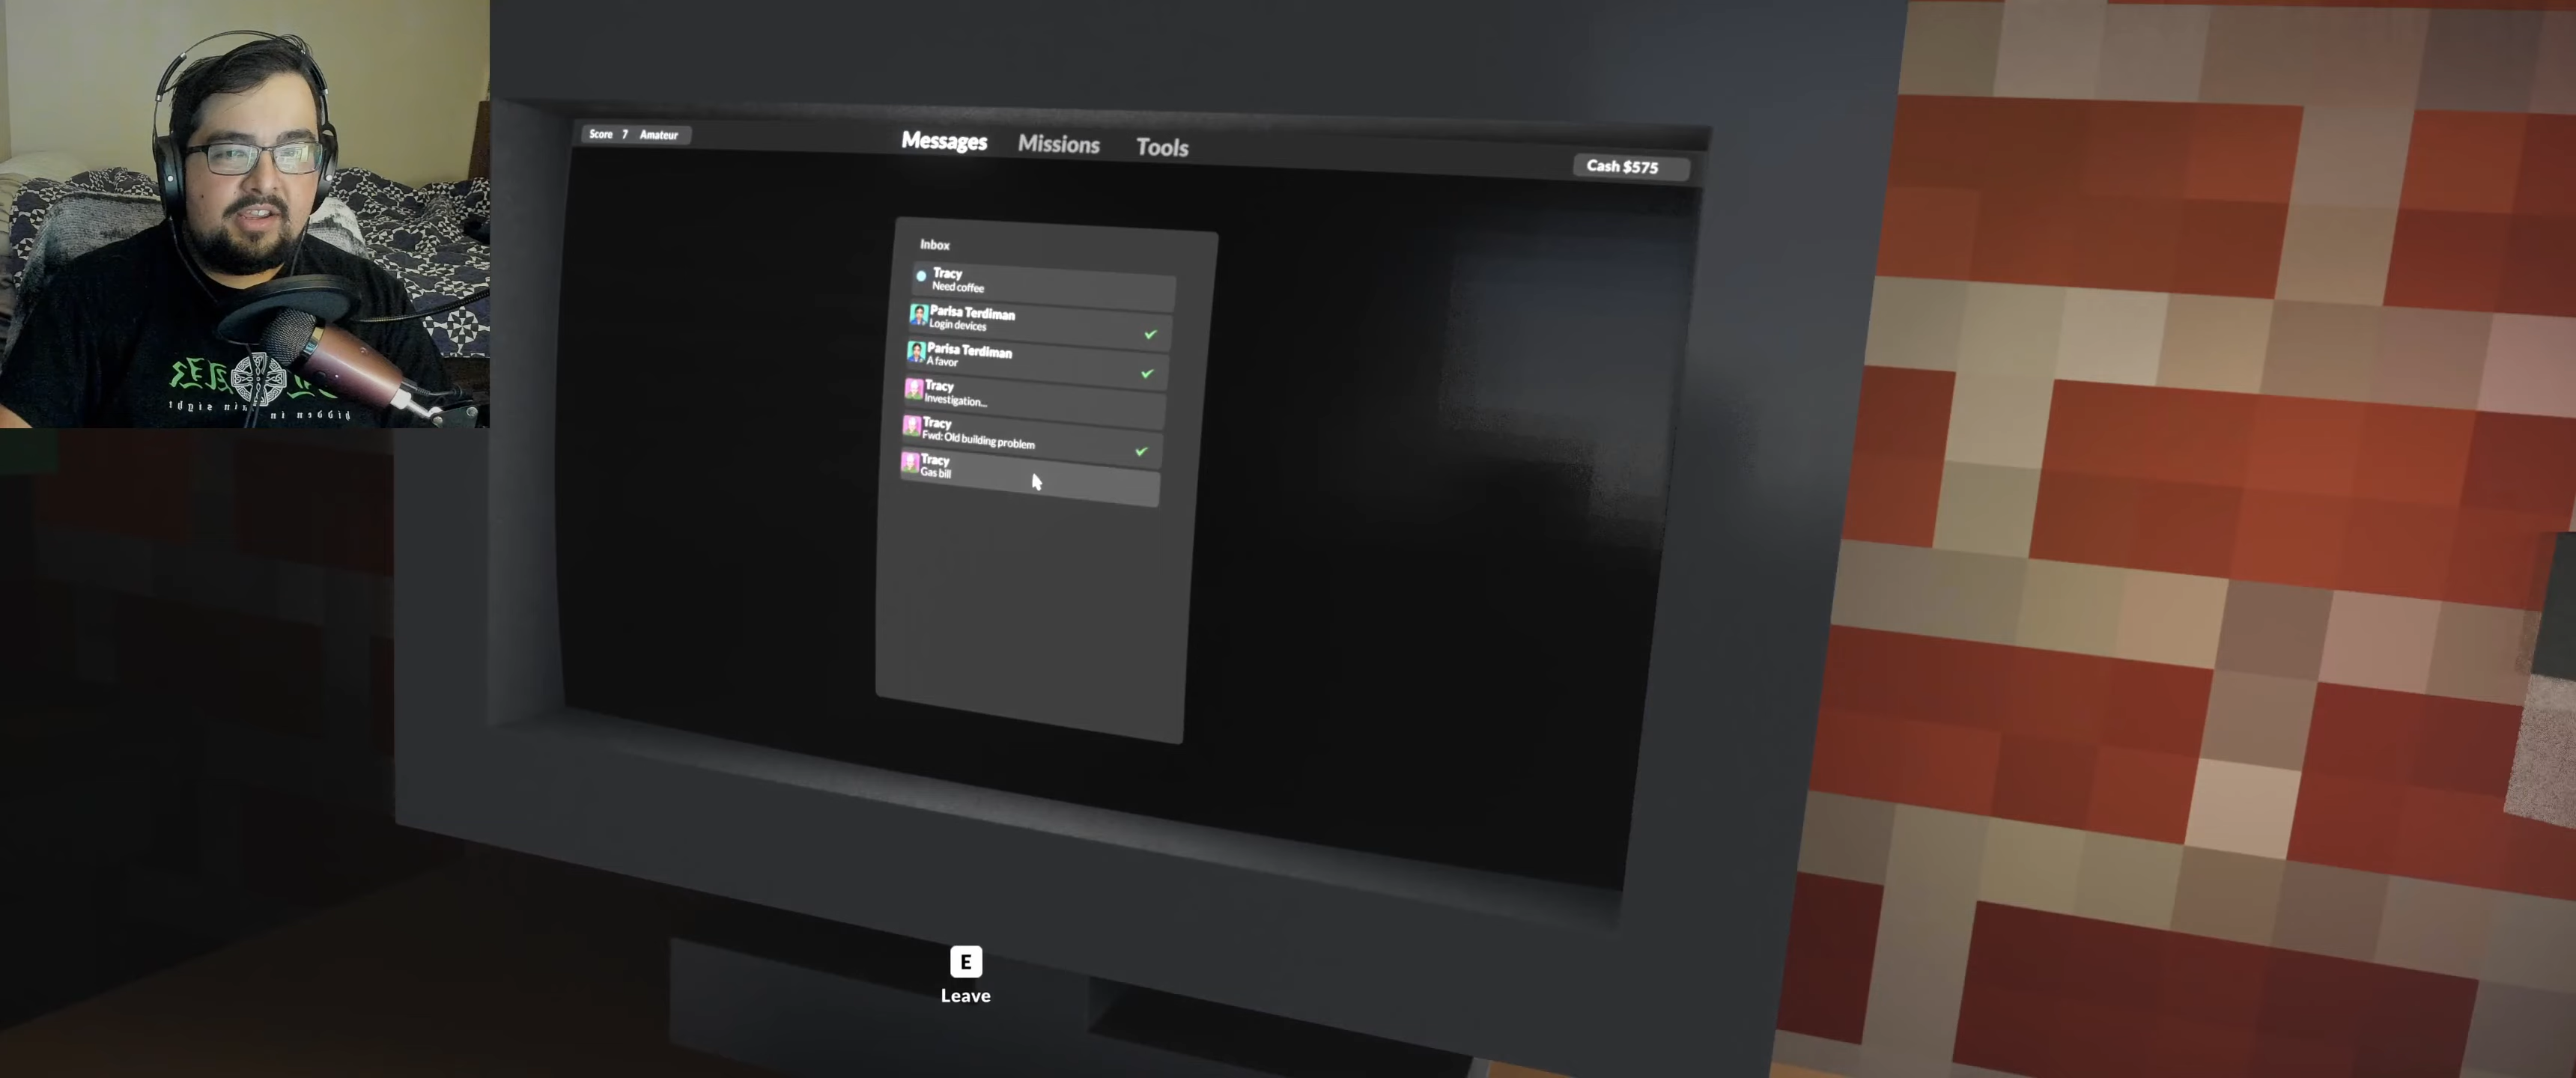 Score 7 Amateur
Messages Missions Tools
Cash $575
Inbox
Tracy
Need coffee
Parisa Terdiman
Login devices
Parisa Terdiman
A favor
Tracy
Investigation...
Tracy
Fwd: Old building problem
Tracy
Gas bill
E
Leave